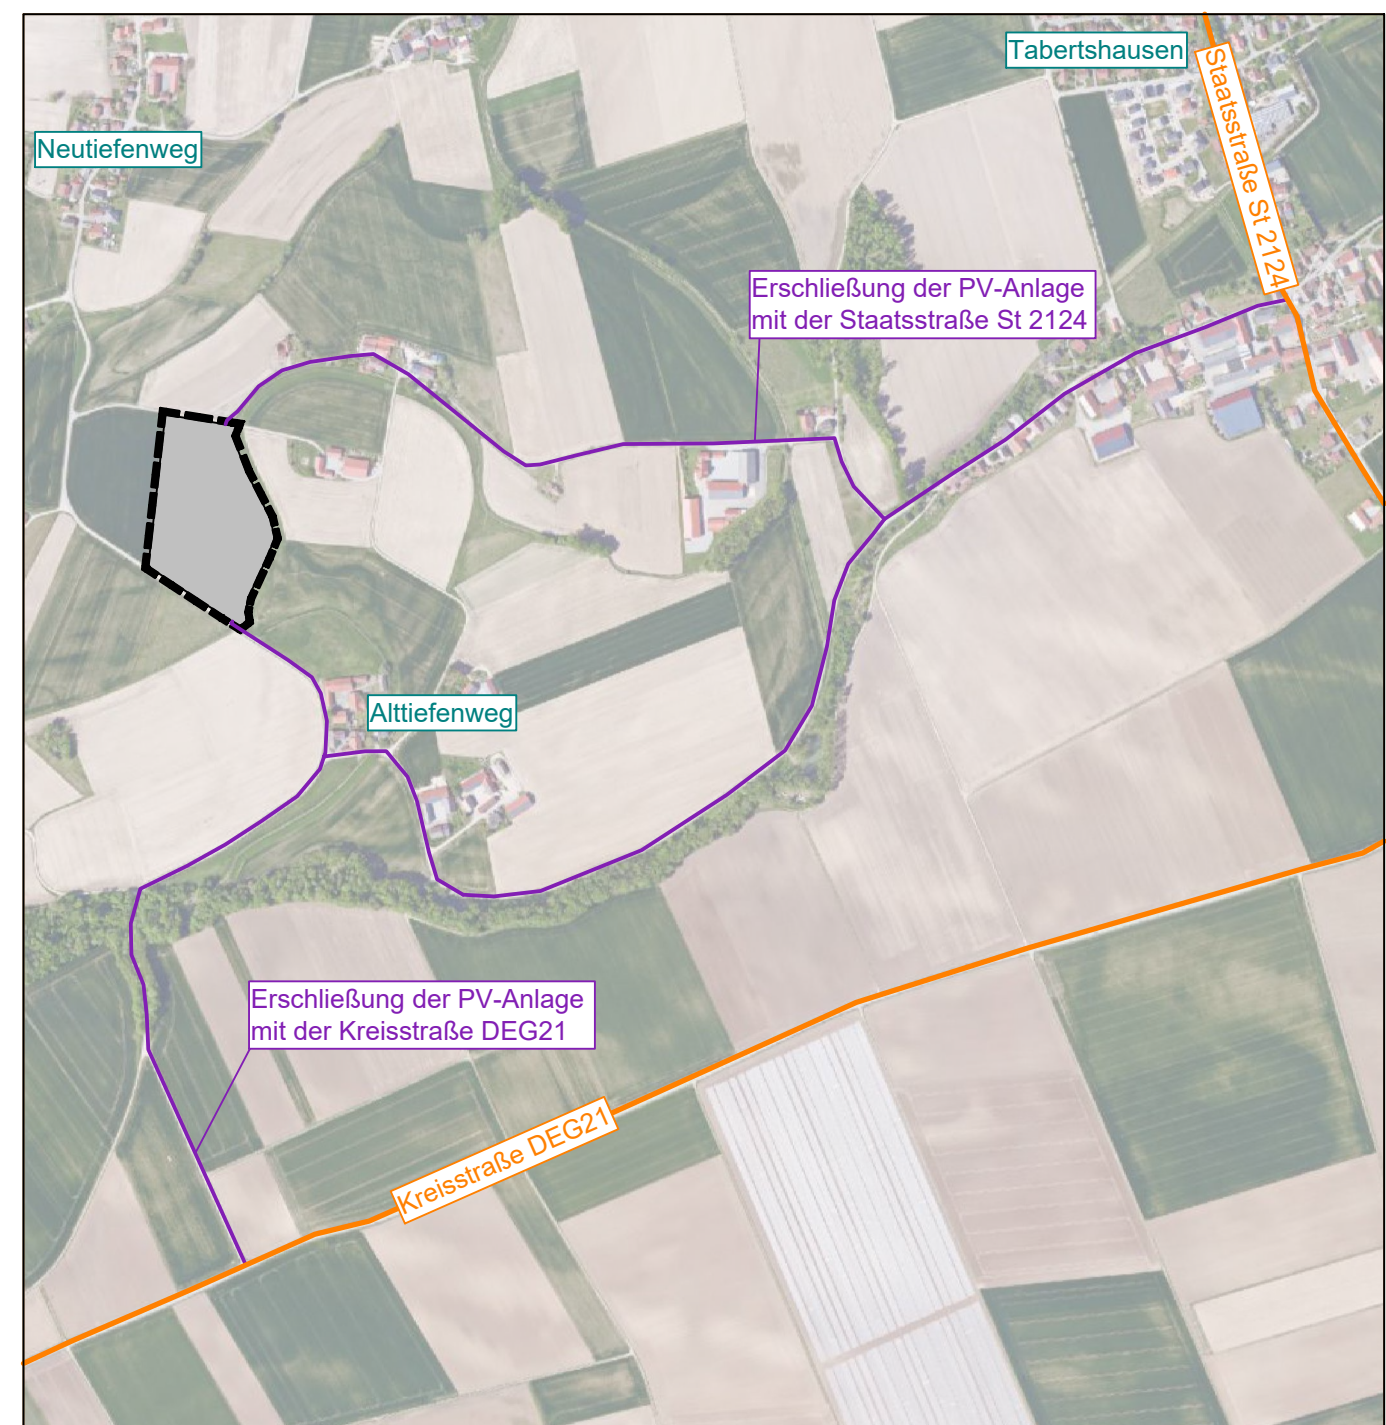 Tabertshausen
Staatsstraße St 2124
Neutiefenweg
Erschließung der PV-Anlage
mit der Staatsstraße St 2124
Alttiefenweg
Erschließung der PV-Anlage
mit der Kreisstraße DEG21
Kreisstraße DEG21